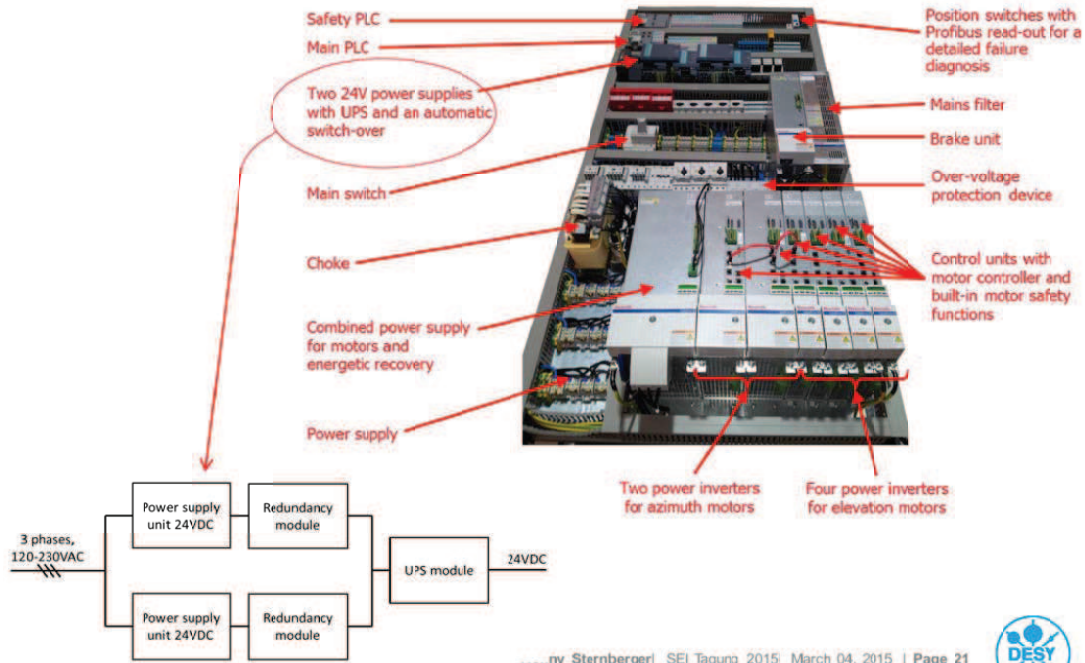 Safety PLC
Main PLC
Two 24V power supplies
with UPS and an automatic
switch-over
Main switch
Choke
Combined power supply
for motors and
energetic recovery
Power supply
Position switches with
Profibus read-out for a
detailed failure
diagnosis
Mains filter
Brake unit
Over-voltage
protection device
Control units with
motor controller and
built-in motor safety
functions
Two power inverters
for azimuth motors
Four power inverters
for elevation motors
3 phases,
120-230VAC
Power supply
unit 24VDC
Redundancy
module
UPS module
24VDC
Power supply
unit 24VDC
Redundancy
module
ny Sternberger| SEI Tagung 2015| March 04, 2015 | Page 21
DESY